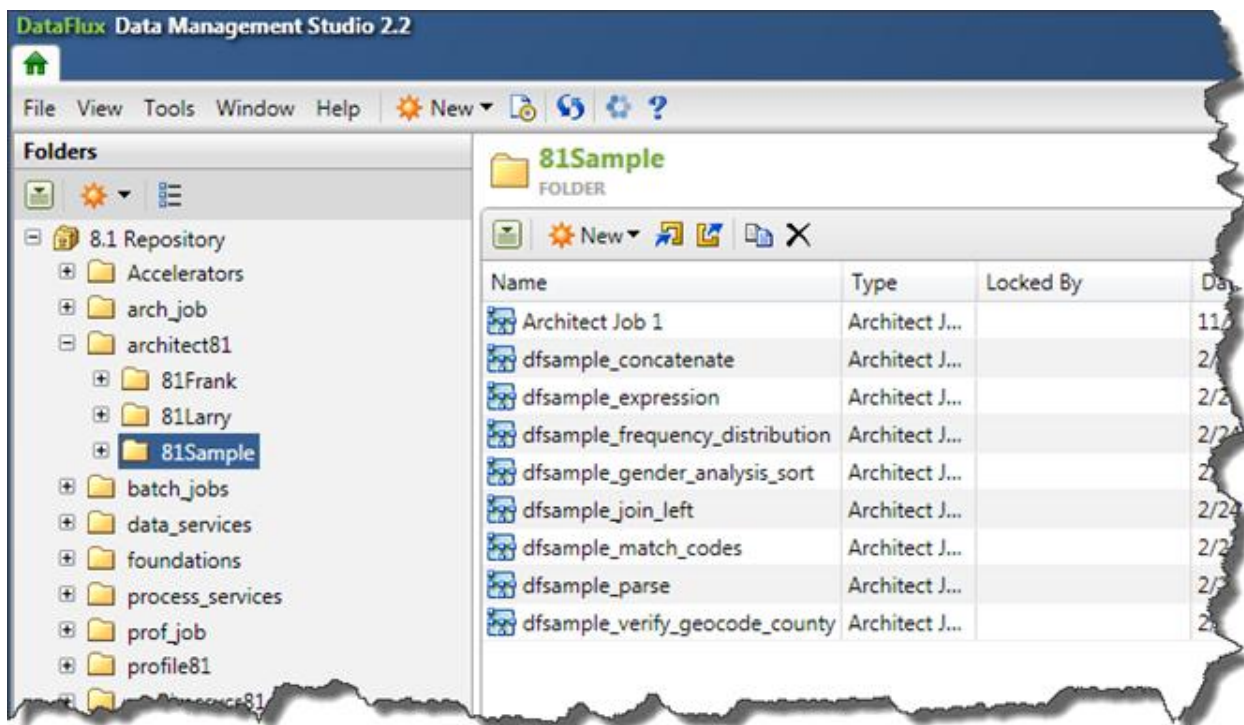 DataFlux Data Management Studio 2.2
File View Tools Window Help New
Folders
81Sample
FOLDER
New
8.1 Repository
Accelerators
arch_job
architect81
81Frank
81Larry
81Sample
batch_jobs
data_services
foundations
process_services
prof_job
profile81
Name Type Locked By
Architect Job 1 Architect J...
dfsample_concatenate Architect J...
dfsample_expression Architect J...
dfsample_frequency_distribution Architect J...
dfsample_gender_analysis_sort Architect J...
dfsample_join_left Architect J...
dfsample_match_codes Architect J...
dfsample_parse Architect J...
dfsample_verify_geocode_county Architect J...